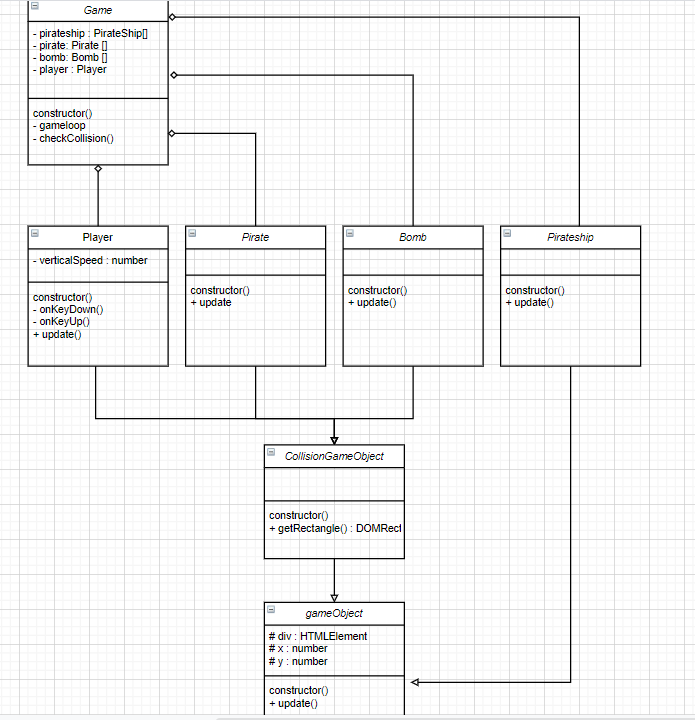 Game
- pirateship : PirateShip[]
- pirate: Pirate []
- bomb: Bomb []
- player : Player
constructor()
- gameloop
- checkCollision()
Player
- verticalSpeed : number
constructor()
- onKeyDown()
- onKeyUp()
+ update()
Pirate
constructor()
+ update
Bomb
constructor()
+ update()
Pirateship
constructor()
+ update()
CollisionGameObject
constructor()
+ getRectangle() : DOMRect
gameObject
# div : HTMLElement
# x : number
# y : number
constructor()
+ update()